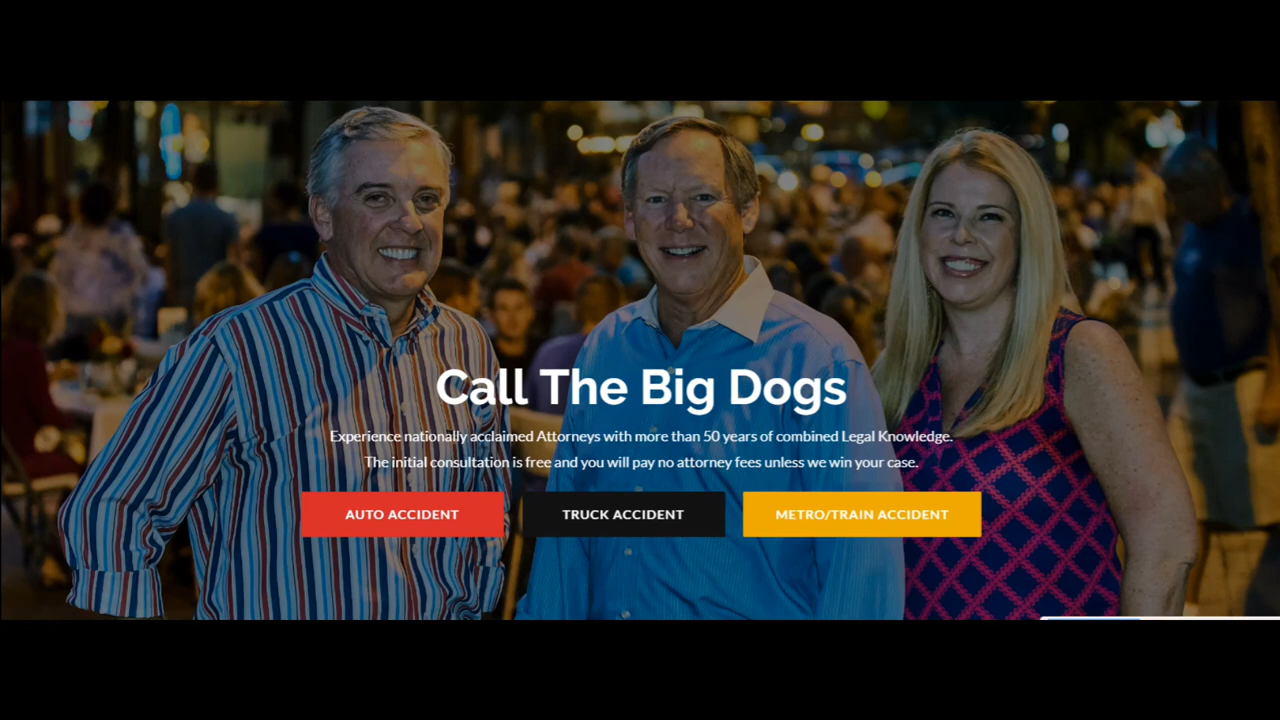 Call The Big Dogs
Experience nationally acclaimed Attorneys with more than 50 years of combined Legal Knowledge.
The initial consultation is free and you will pay no attorney fees unless we win your case.
AUTO ACCIDENT
TRUCK ACCIDENT
METRO/TRAIN ACCIDENT